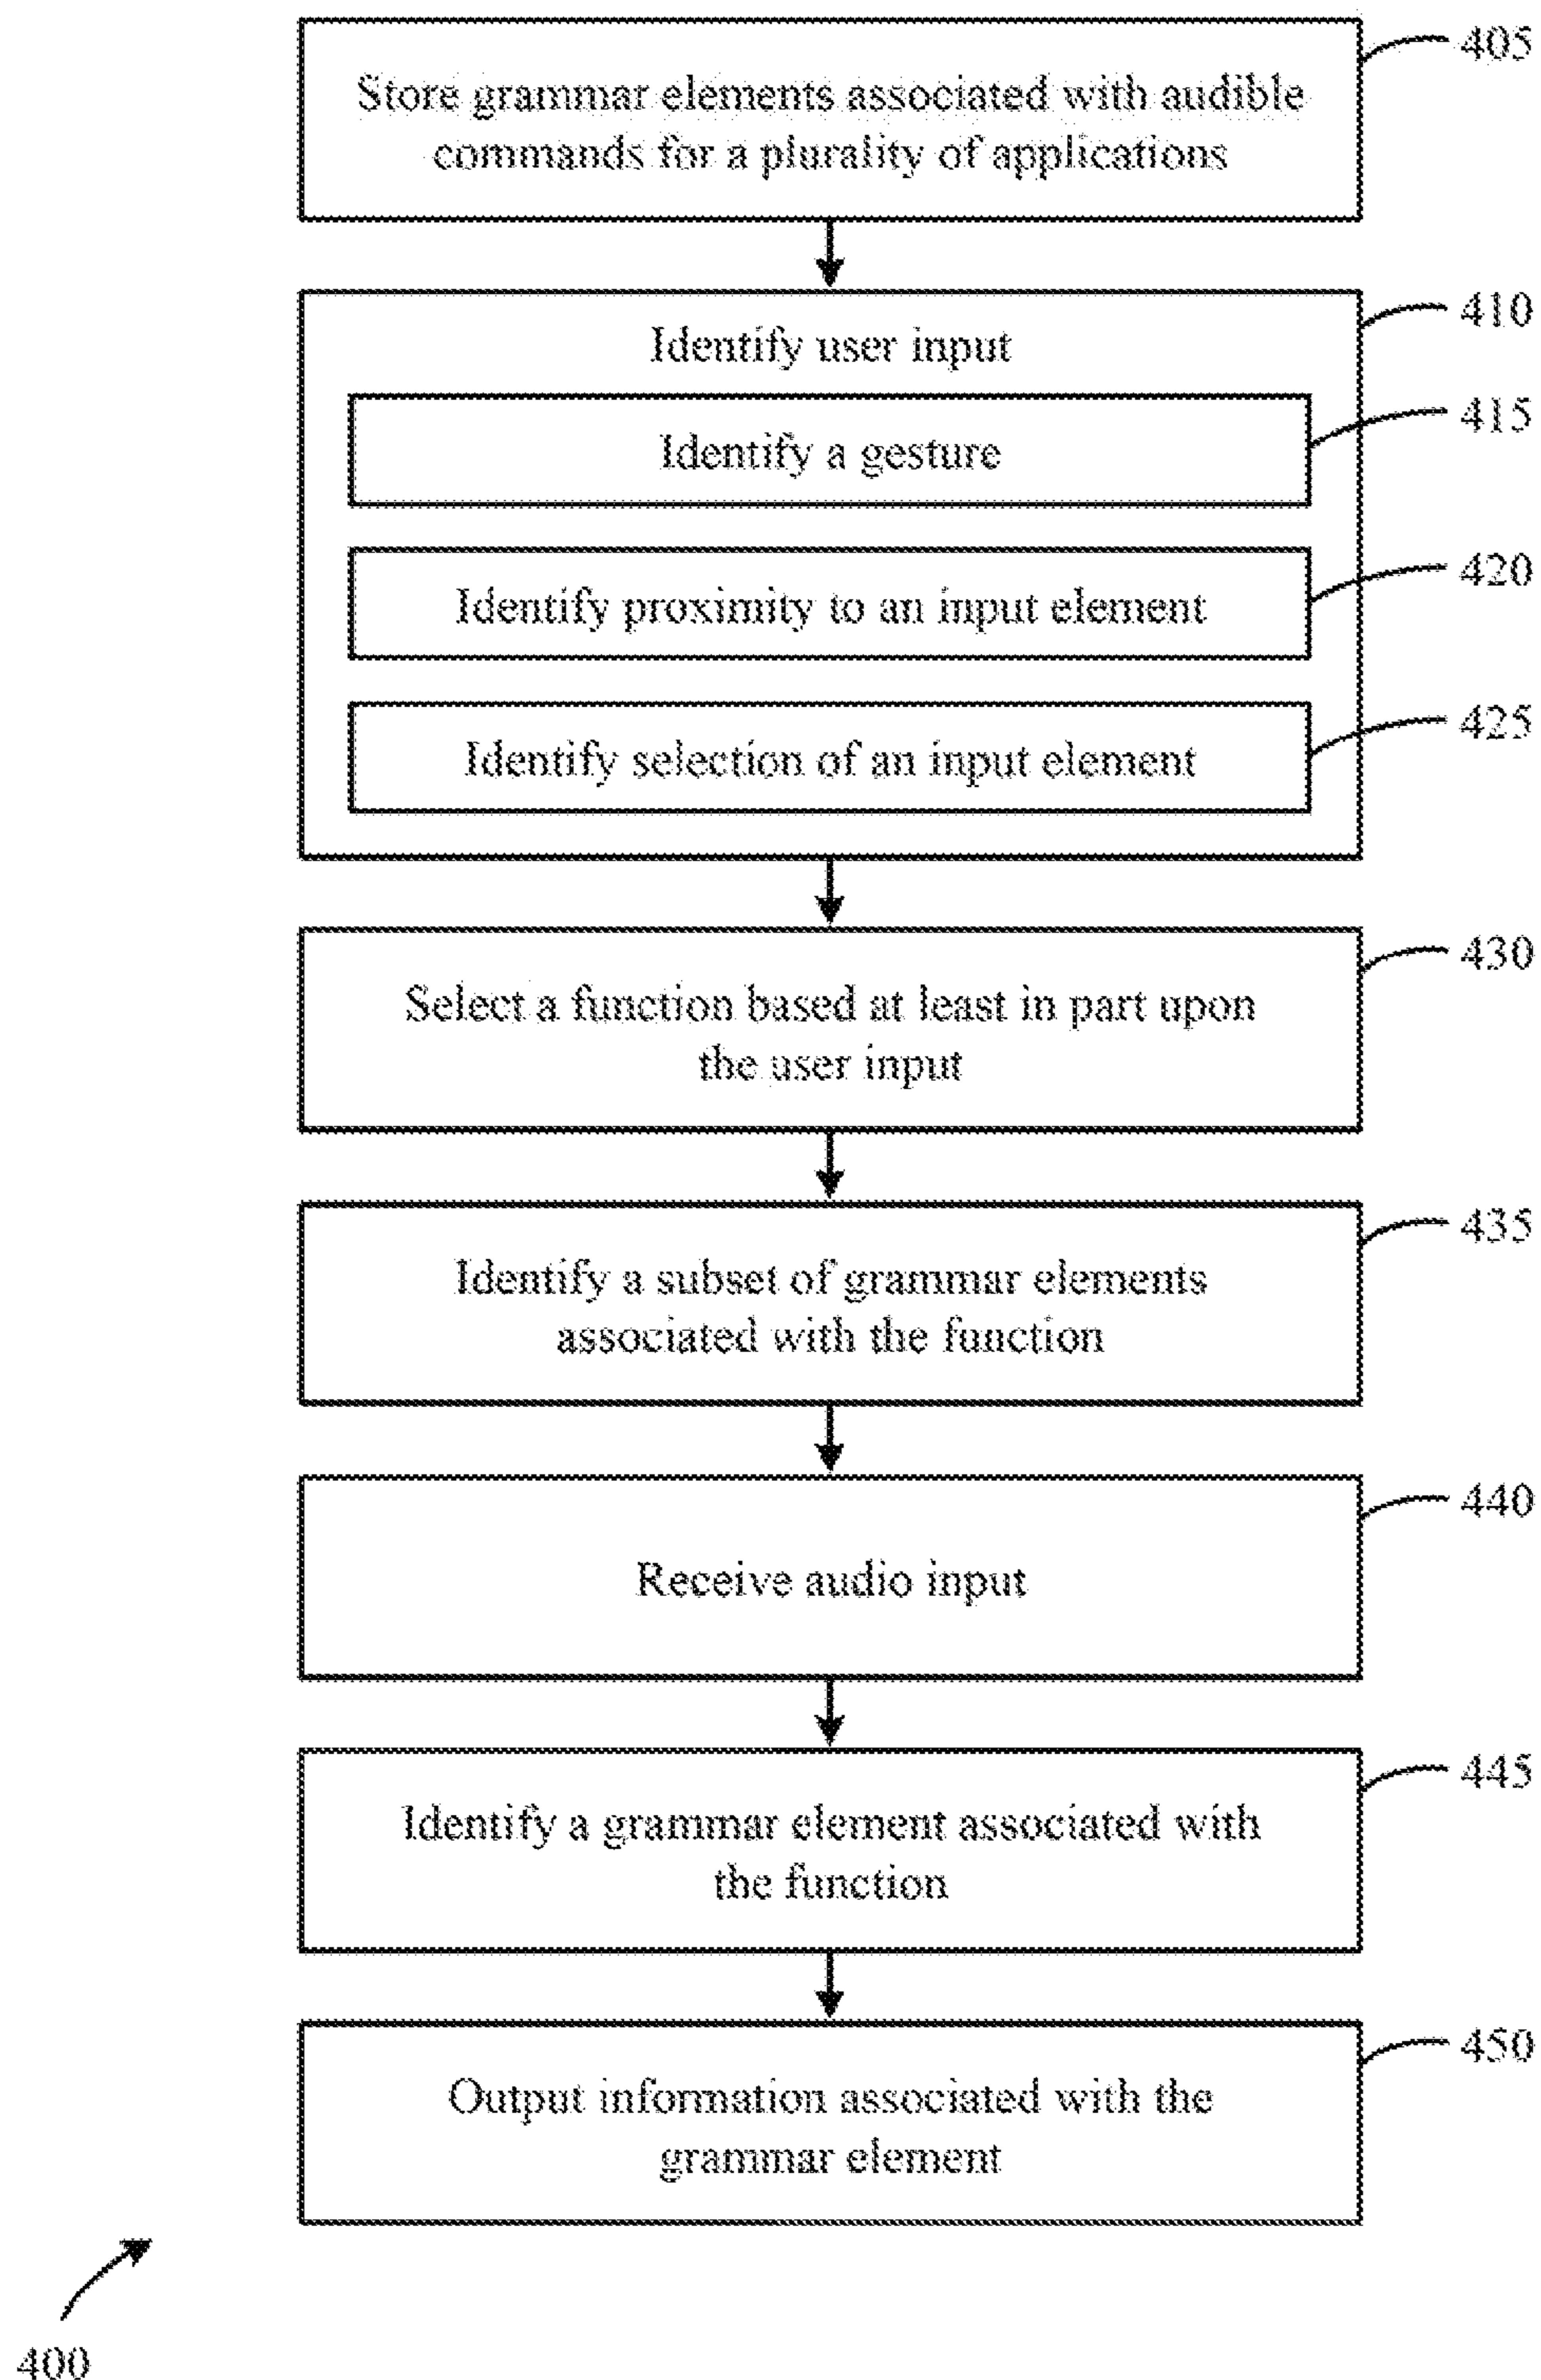 405
Store grammar elements associated with audible
commands for a plurality of applications
410
Identify user input
415
Identify a gesture
420
Identify proximity to an input element
425
Identify selection of an input element
430
Select a function based at least in part upon
the user input
435
Identify a subset of grammar elements
associated with the function
440
Receive audio input
445
Identify a grammar element associated with
the function
450
Output information associated with the
grammar element
400